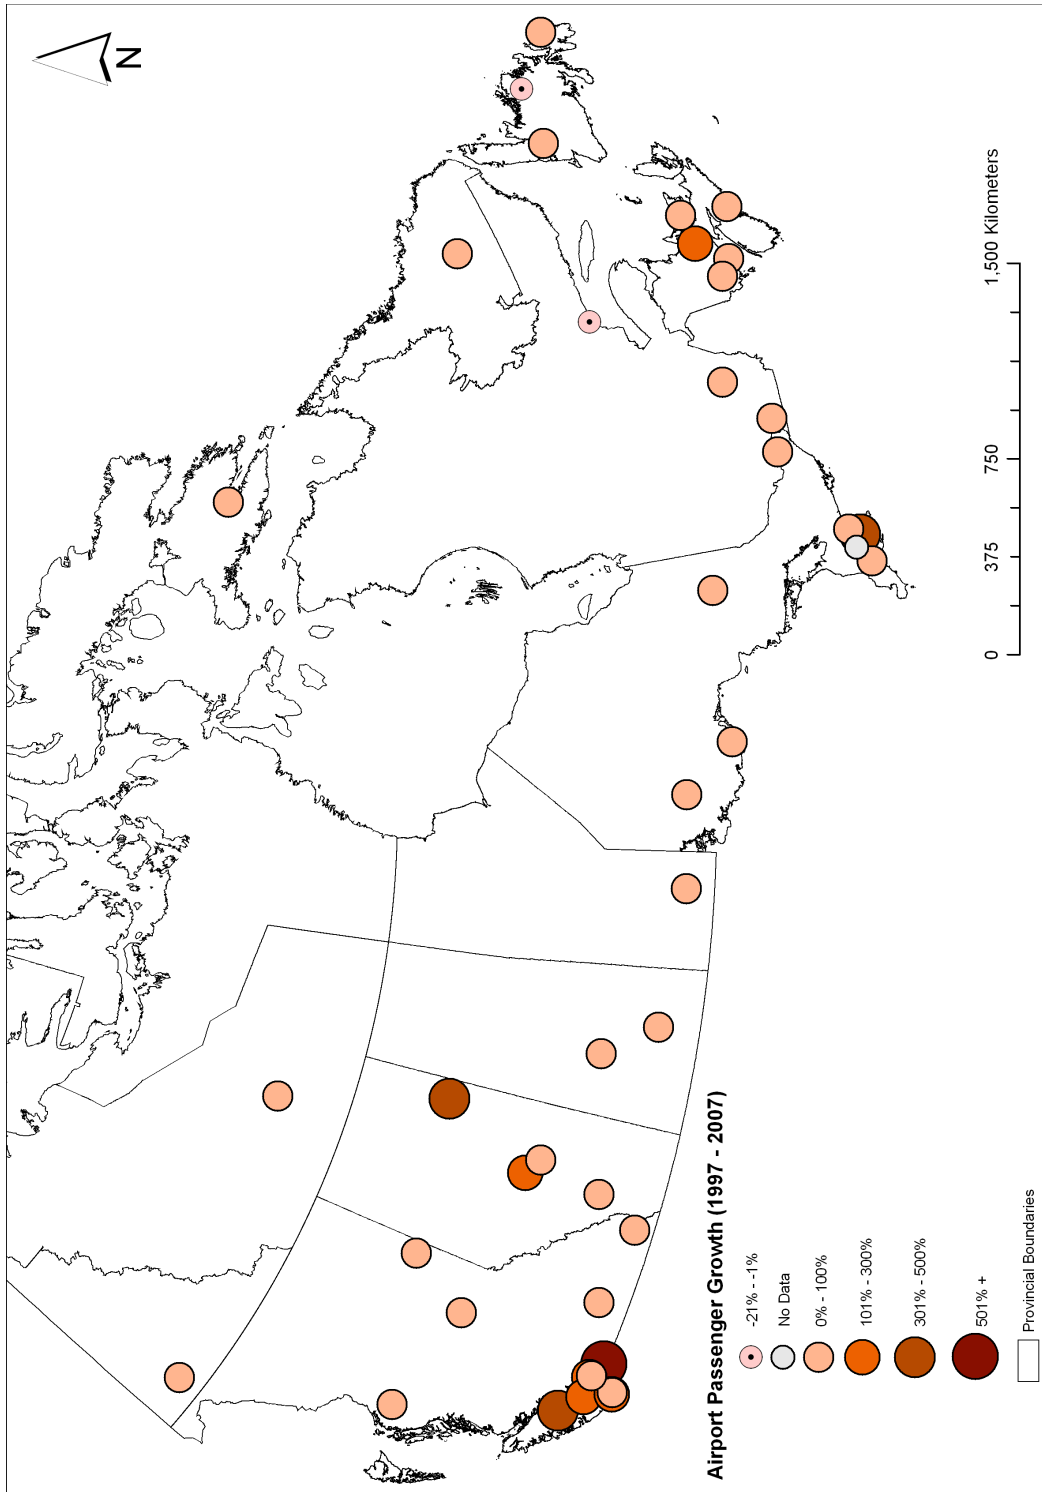 N
Airport Passenger Growth (1997 - 2007)
-21% - -1%
No Data
0% - 100%
101% - 300%
301% - 500%
501% +
Provincial Boundaries
0 375 750 1,500 Kilometers